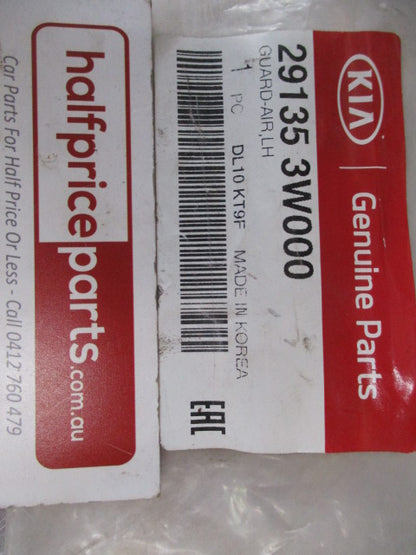 KIA
Genuine Parts
29135 3W000
GUARD-AIR,LH
1 PC DL10 KT9F MADE IN KOREA
EAC
halfpriceparts.com.au
Car Parts For Half Price Or Less - Call 0412 760 479